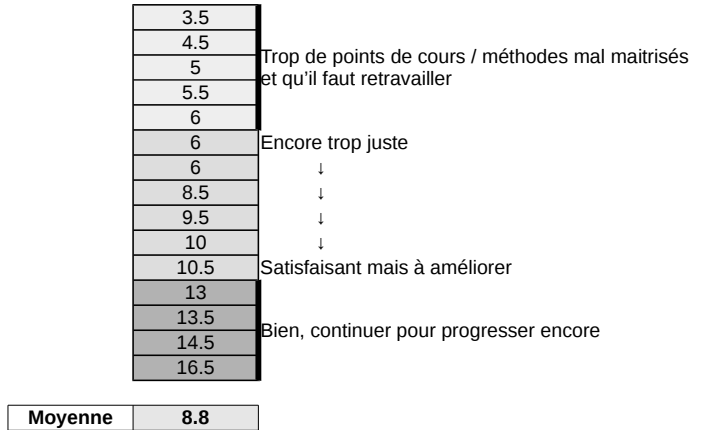 3.5
4.5
Trop de points de cours / méthodes mal maitrisés
5
et qu'il faut retravailler
5.5
6
6 Encore trop juste
6 ↓
8.5 ↓
9.5 ↓
10 ↓
10.5 Satisfaisant mais à améliorer
13
13.5
Bien, continuer pour progresser encore
14.5
16.5
Moyenne 8.8